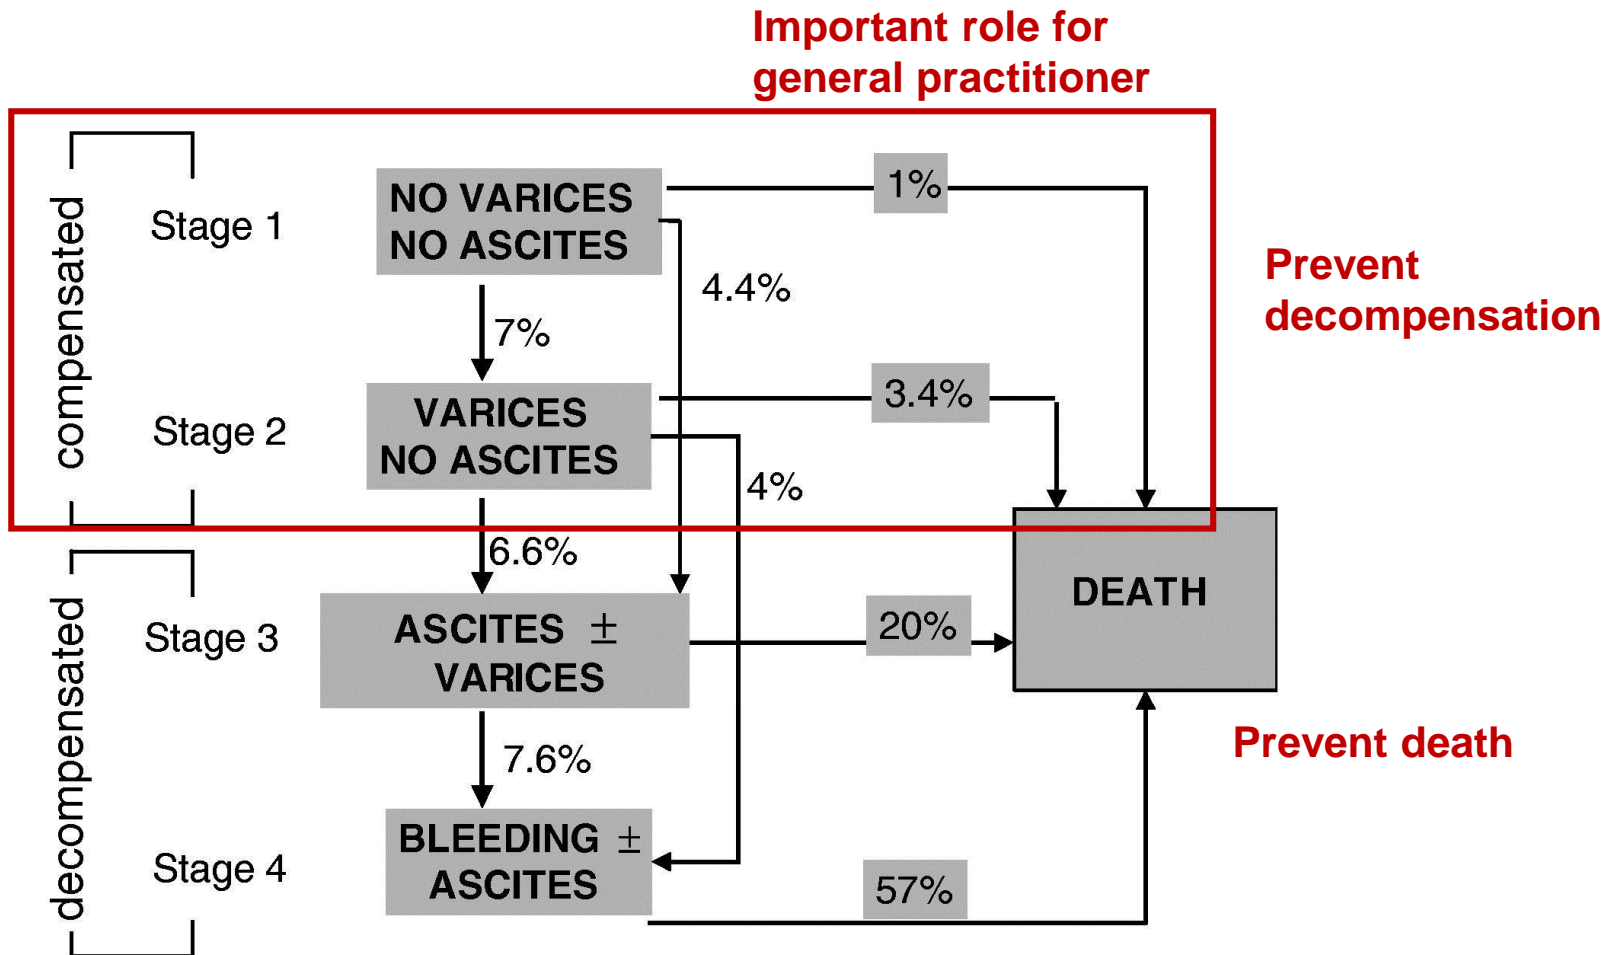 Important role for
general practitioner
compensated
Stage 1
NO VARICES
NO ASCITES
1%
4.4%
7%
Prevent
decompensation
Stage 2
VARICES
NO ASCITES
3.4%
4%
6.6%
decompensated
Stage 3
ASCITES ±
VARICES
20%
DEATH
7.6%
Prevent death
Stage 4
BLEEDING ±
ASCITES
57%